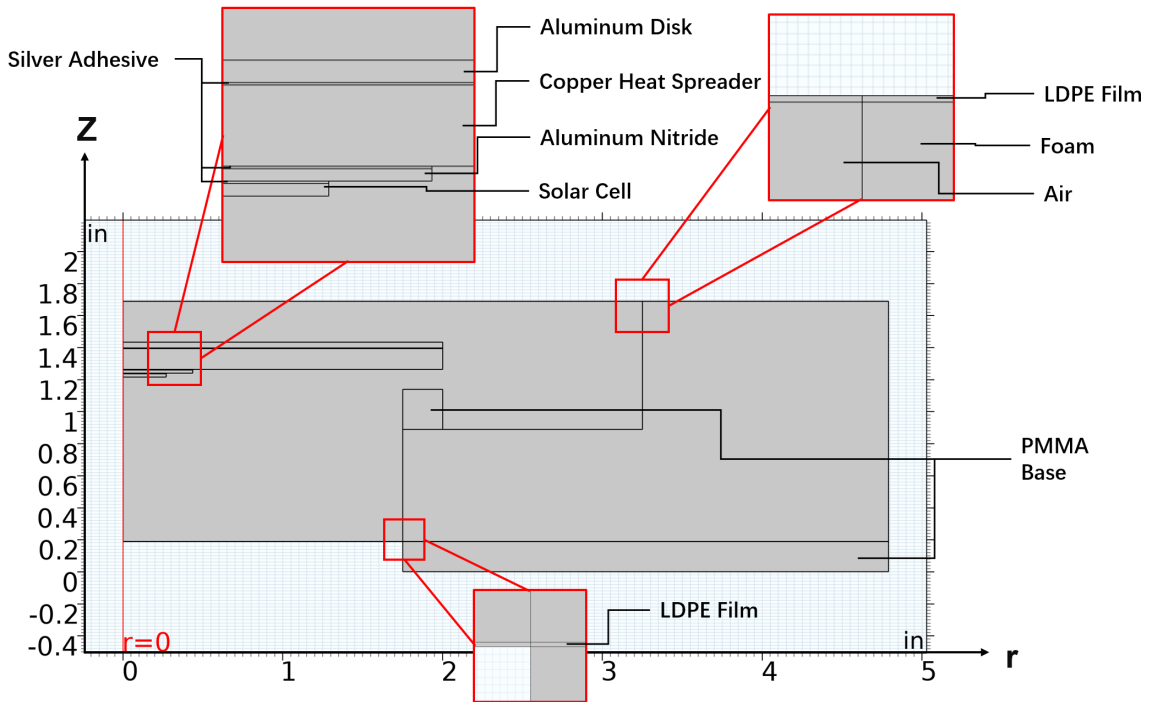 Aluminum Disk
Silver Adhesive
Copper Heat Spreader
LDPE Film
Z
Aluminum Nitride
Foam
Solar Cell
Air
in
2
1.8
1.6
1.4
1.2
1
0.8
PMMA
Base
0.6
0.4
0.2
0
LDPE Film
-0.2
-0.4
r=0
in
r
0
1
2
3
4
5